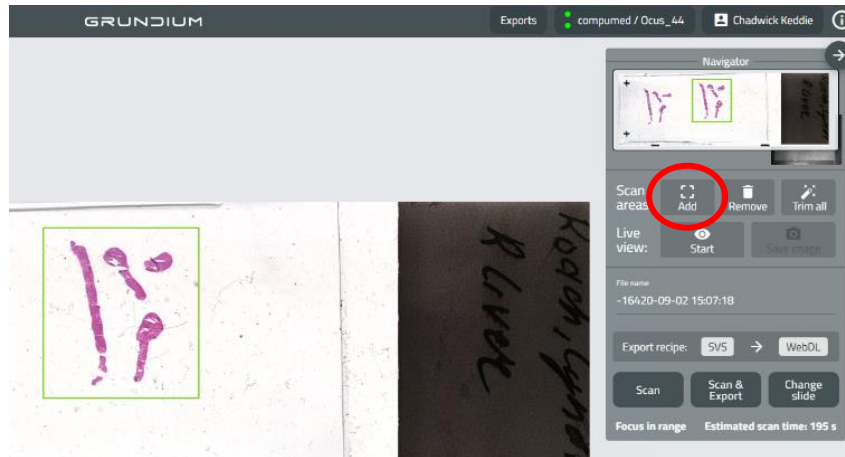 GRUNDIUM
Exports
compumed / Ocus_44
Chadwick Keddie
Navigator
Scan
areas
Add
Remove
Trim all
Live
view:
Start
Save image
File name
-16420-09-02 15:07:18
Export recipe:
SVS
→
WebDL
Scan
Scan &
Export
Change
slide
Focus in range
Estimated scan time: 195 s
R Liver